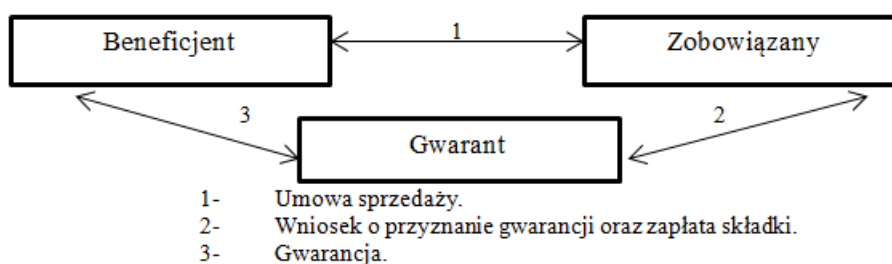 Beneficjent
1
Zobowiązany
3
2
Gwarant
1- Umowa sprzedaży.
2- Wniosek o przyznanie gwarancji oraz zapłata składki.
3- Gwarancja.